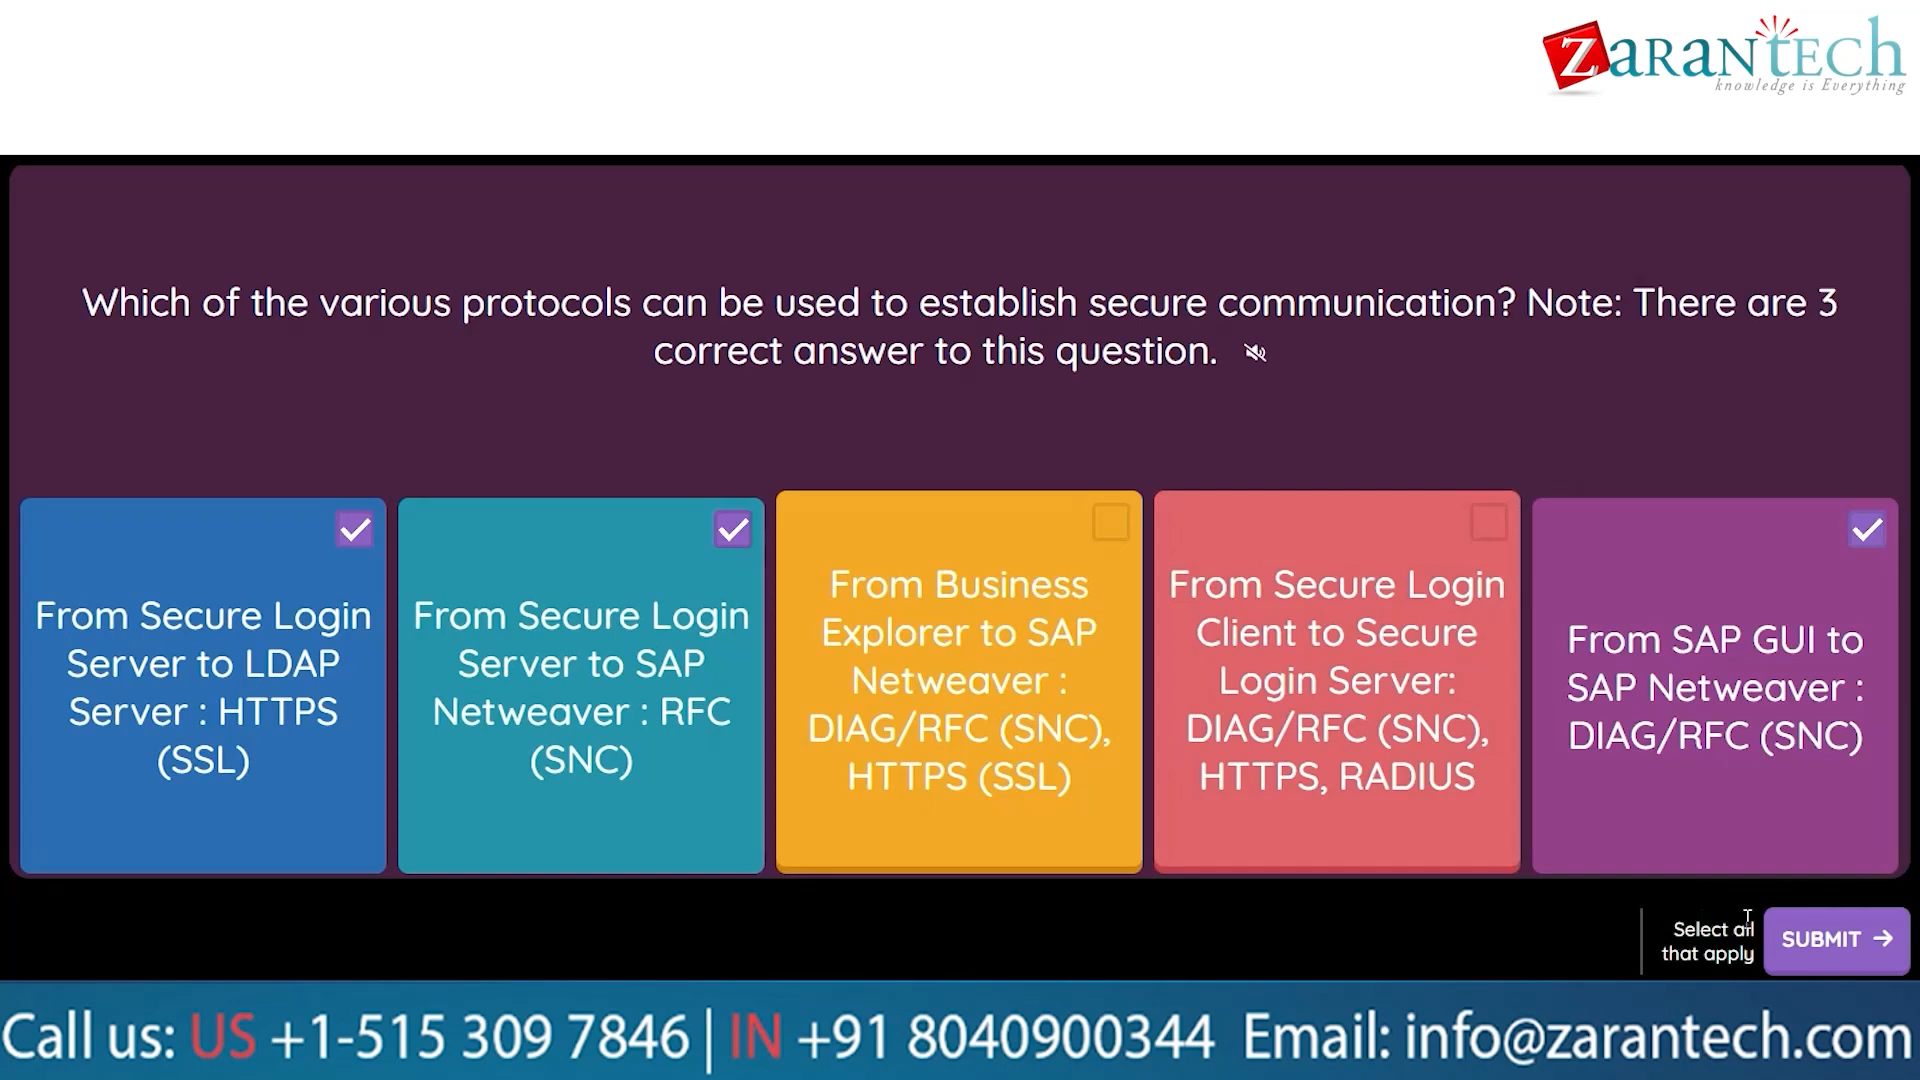 ZARANTECH
knowledge is Everything
Which of the various protocols can be used to establish secure communication? Note: There are 3
correct answer to this question.
From Secure Login
Server to LDAP
Server : HTTPS
(SSL)
From Secure Login
Server to SAP
Netweaver : RFC
(SNC)
From Business
Explorer to SAP
Netweaver :
DIAG/RFC (SNC),
HTTPS (SSL)
From Secure Login
Client to Secure
Login Server:
DIAG/RFC (SNC),
HTTPS, RADIUS
From SAP GUI to
SAP Netweaver :
DIAG/RFC (SNC)
Select all
that apply
SUBMIT →
Call us: US +1-515 309 7846 | IN +91 8040900344 Email: info@zarantech.com